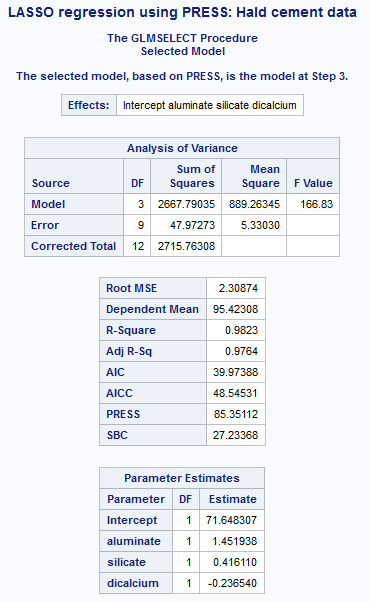 LASSO regression using PRESS: Hald cement data
The GLMSELECT Procedure
Selected Model
The selected model, based on PRESS, is the model at Step 3.
Effects: Intercept aluminate silicate dicalcium
Analysis of Variance
Source DF Sum of Squares Mean Square F Value
Model 3 2667.79035 889.26345 166.83
Error 9 47.97273 5.33030
Corrected Total 12 2715.76308
Root MSE 2.30874
Dependent Mean 95.42308
R-Square 0.9823
Adj R-Sq 0.9764
AIC 39.97388
AICC 48.54531
PRESS 85.35112
SBC 27.23368
Parameter Estimates
Parameter DF Estimate
Intercept 1 71.648307
aluminate 1 1.451938
silicate 1 0.416110
dicalcium 1 -0.236540